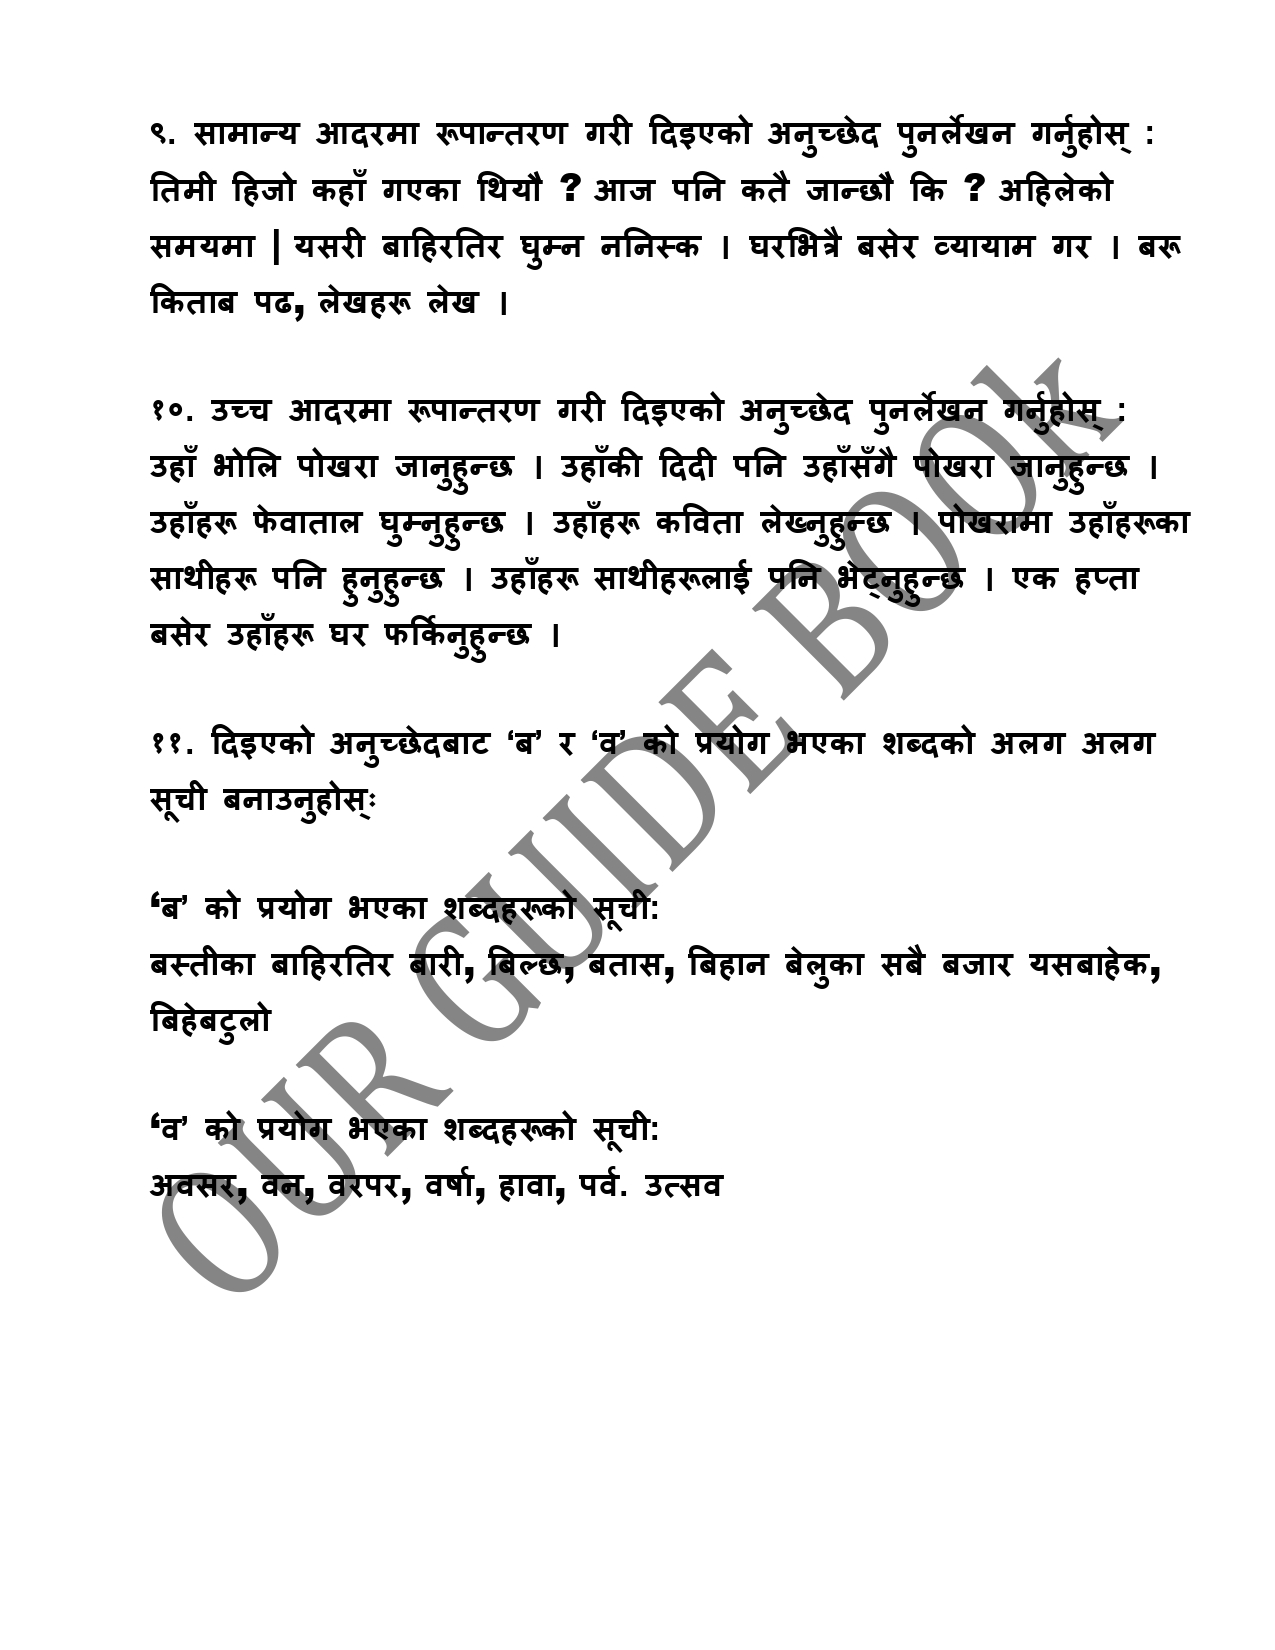 ९. सामान्य आदरमा रूपान्तरण गरी दिइएको अनुच्छेद पुनर्लेखन गर्नुहोस् :
तिमी हिजो कहाँ गएका थियौ ? आज पनि कतै जान्छौ कि ? अहिलेको
समयमा | यसरी बाहिरतिर घुम्न ननिस्क । घरभित्रै बसेर व्यायाम गर । बरू
किताब पढ, लेखहरू लेख ।
१०. उच्च आदरमा रूपान्तरण गरी दिइएको अनुच्छेद पुनर्लेखन गर्नुहोस् :
उहाँ भोलि पोखरा जानुहुन्छ । उहाँकी दिदी पनि उहाँसँगै पोखरा जानुहुन्छ ।
उहाँहरू फेवाताल घुम्नुहुन्छ । उहाँहरू कविता लेख्नुहुन्छ । पोखरामा उहाँहरूका
साथीहरू पनि हुनुहुन्छ । उहाँहरू साथीहरूलाई पनि भेट्नुहुन्छ । एक हप्ता
बसेर उहाँहरू घर फर्किनुहुन्छ ।
११. दिइएको अनुच्छेदबाट ‘ब’ र ‘व’ को प्रयोग भएका शब्दको अलग अलग
सूची बनाउनुहोस्ः
‘ब’ को प्रयोग भएका शब्दहरूको सूची:
बस्तीका बाहिरतिर बारी, बिल्छ, बतास, बिहान बेलुका सबै बजार यसबाहेक,
बिहेबटुलो
‘व’ को प्रयोग भएका शब्दहरूको सूची:
अवसर, वन, वरपर, वर्षा, हावा, पर्व. उत्सव
OUR GUIDE BOOk